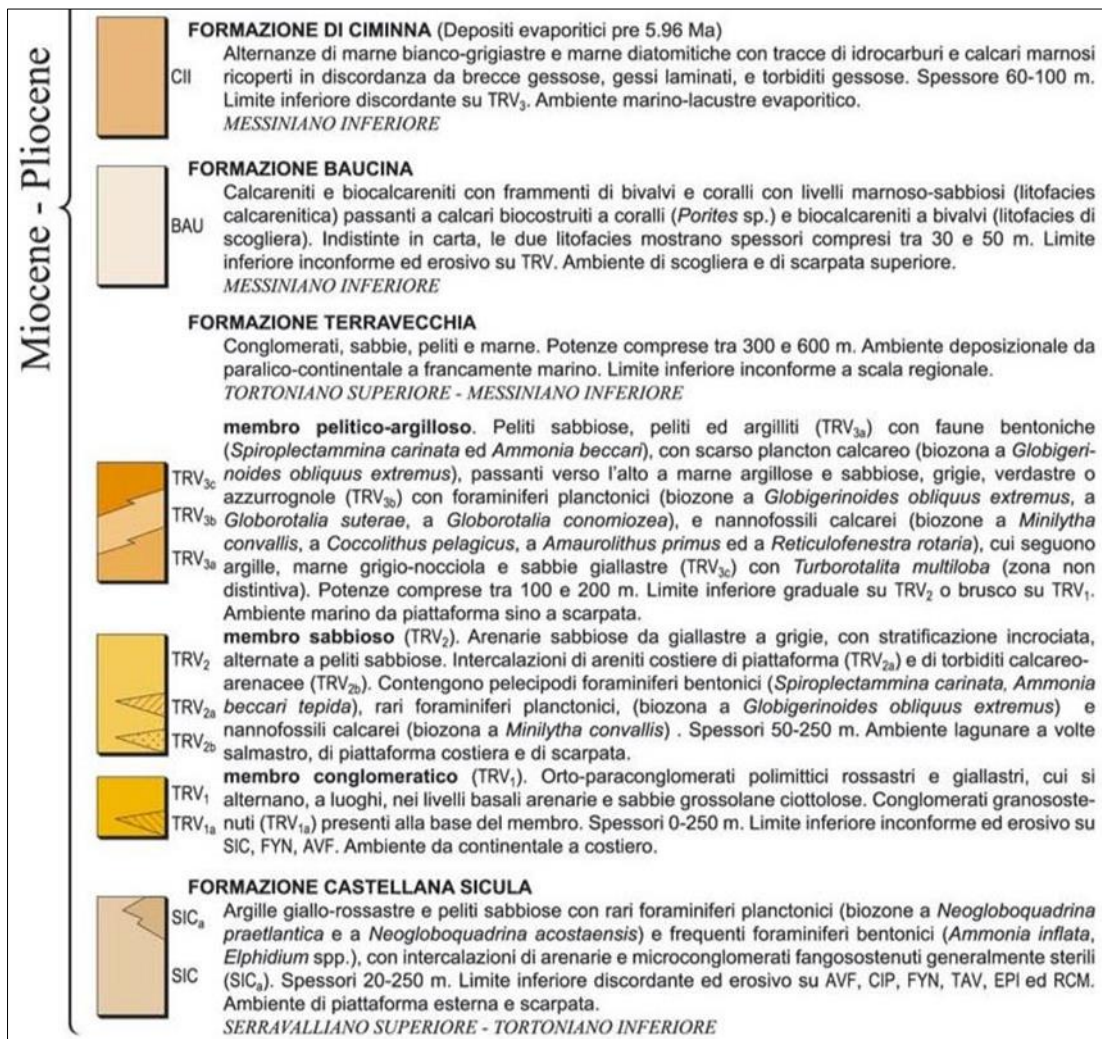 Miocene - Pliocene
FORMAZIONE DI CIMINNA (Depositi evaporitici pre 5.96 Ma)
CII
Alternanze di marne bianco-grigiastre e marne diatomitiche con tracce di idrocarburi e calcari marnosi
ricoperti in discordanza da brecce gessose, gessi laminati, e torbiditi gessose. Spessore 60-100 m.
Limite inferiore discordante su TRV3. Ambiente marino-lacustre evaporitico.
MESSINIANO INFERIORE
FORMAZIONE BAUCINA
BAU
Calcareniti e biocalcareniti con frammenti di bivalvi e coralli con livelli marnoso-sabbiosi (litofacies
calcarenitica) passanti a calcari biocostruiti a coralli (Porites sp.) e biocalcareniti a bivalvi (litofacies di
scogliera). Indistinte in carta, le due litofacies mostrano spessori compresi tra 30 e 50 m. Limite
inferiore inconforme ed erosivo su TRV. Ambiente di scogliera e di scarpata superiore.
MESSINIANO INFERIORE
FORMAZIONE TERRAVECCHIA
Conglomerati, sabbie, peliti e marne. Potenze comprese tra 300 e 600 m. Ambiente deposizionale da
paralico-continentale a francamente marino. Limite inferiore inconforme a scala regionale.
TORTONIANO SUPERIORE - MESSINIANO INFERIORE
TRV3c
TRV3b
TRV3a
membro pelitico-argilloso. Peliti sabbiose, peliti ed argilliti (TRV3a) con faune bentoniche
(Spiroplectammina carinata ed Ammonia beccari), con scarso plancton calcareo (biozona a Globigeri-
noides obliquus extremus), passanti verso l'alto a marne argillose e sabbiose, grigie, verdastre o
azzurrognole (TRV3b) con foraminiferi planctonici (biozone a Globigerinoides obliquus extremus, a
Globorotalia suterae, a Globorotalia conomiozea), e nannofossili calcarei (biozone a Minilytha
convallis, a Coccolithus pelagicus, a Amaurolithus primus ed a Reticulofenestra rotaria), cui seguono
argille, marne grigio-nocciola e sabbie giallastre (TRV3c) con Turborotalita multiloba (zona non
distintiva). Potenze comprese tra 100 e 200 m. Limite inferiore graduale su TRV2 o brusco su TRV1.
Ambiente marino da piattaforma sino a scarpata.
TRV2
TRV2a
TRV2b
membro sabbioso (TRV2). Arenarie sabbiose da giallastre a grigie, con stratificazione incrociata,
alternate a peliti sabbiose. Intercalazioni di areniti costiere di piattaforma (TRV2a) e di torbiditi calcareo-
arenacee (TRV2b). Contengono pelecipodi foraminiferi bentonici (Spiroplectammina carinata, Ammonia
beccari tepida), rari foraminiferi planctonici, (biozona a Globigerinoides obliquus extremus) e
nannofossili calcarei (biozona a Minilytha convallis) . Spessori 50-250 m. Ambiente lagunare a volte
salmastro, di piattaforma costiera e di scarpata.
TRV1
TRV1a
membro conglomeratico (TRV1). Orto-paraconglomerati polimittici rossastri e giallastri, cui si
alternano, a luoghi, nei livelli basali arenarie e sabbie grossolane ciottolose. Conglomerati granososte-
nuti (TRV1a) presenti alla base del membro. Spessori 0-250 m. Limite inferiore inconforme ed erosivo su
SIC, FYN, AVF. Ambiente da continentale a costiero.
FORMAZIONE CASTELLANA SICULA
SICa
SIC
Argille giallo-rossastre e peliti sabbiose con rari foraminiferi planctonici (biozone a Neogloboquadrina
praetlantica e a Neogloboquadrina acostaensis) e frequenti foraminiferi bentonici (Ammonia inflata,
Elphidium spp.), con intercalazioni di arenarie e microconglomerati fangosostenuti generalmente sterili
(SICa). Spessori 20-250 m. Limite inferiore discordante ed erosivo su AVF, CIP, FYN, TAV, EPI ed RCM.
Ambiente di piattaforma esterna e scarpata.
SERRAVALLIANO SUPERIORE - TORTONIANO INFERIORE